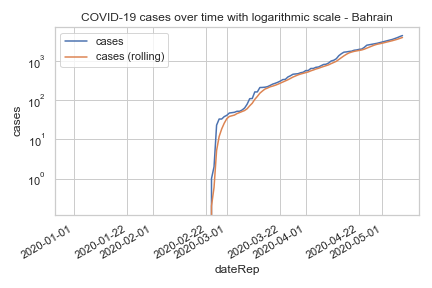 COVID-19 cases over time with logarithmic scale - Bahrain
cases
cases (rolling)
10³
10²
10¹
10⁰
cases
2020-01-01
2020-01-22
2020-02-01
2020-02-22
2020-03-01
2020-03-22
2020-04-01
2020-04-22
2020-05-01
dateRep